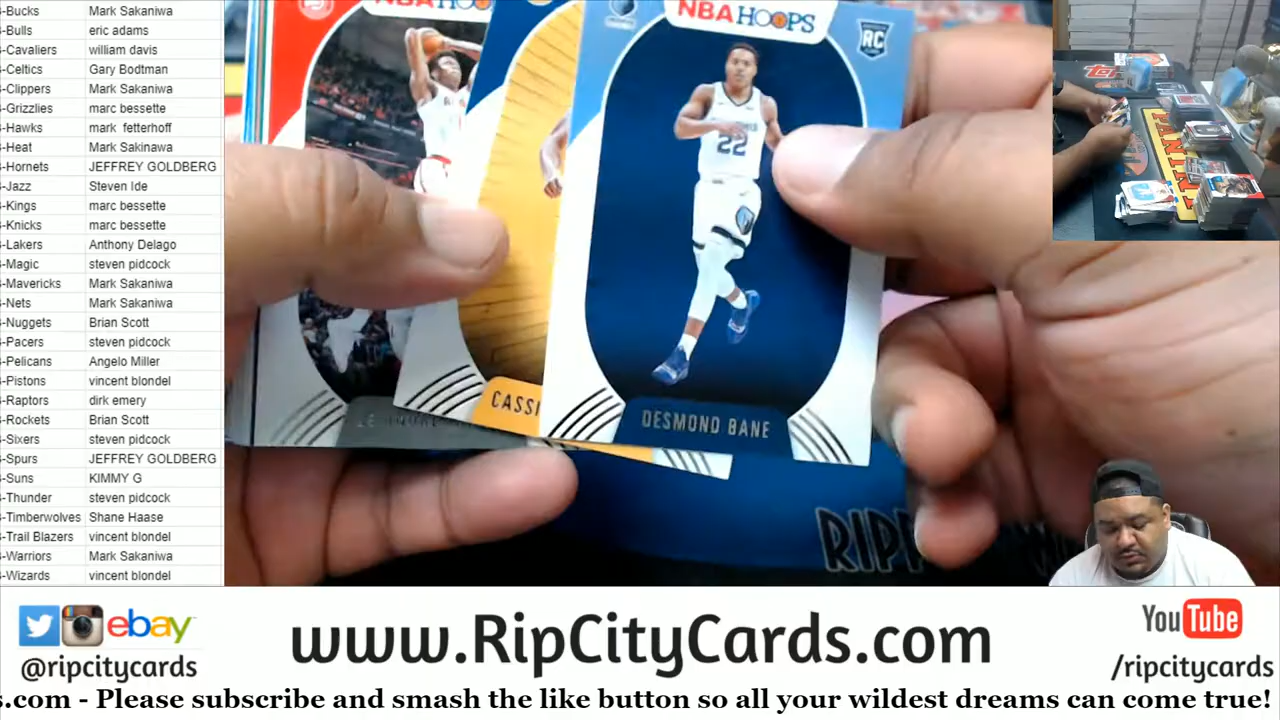 -Bucks Mark Sakaniwa
-Bulls eric adams
-Cavaliers william davis
-Celtics Gary Bodtman
-Clippers Mark Sakaniwa
-Grizzlies marc bessette
-Hawks mark fetterhoff
-Heat Mark Sakinawa
-Hornets JEFFREY GOLDBERG
-Jazz Steven Ide
-Kings marc bessette
-Knicks marc bessette
-Lakers Anthony Delago
-Magic steven pidcock
-Mavericks Mark Sakaniwa
-Nets Mark Sakaniwa
-Nuggets Brian Scott
-Pacers steven pidcock
-Pelicans Angelo Miller
-Pistons vincent blondel
-Raptors dirk emery
-Rockets Brian Scott
-Sixers steven pidcock
-Spurs JEFFREY GOLDBERG
-Suns KIMMY G
-Thunder steven pidcock
-Timberwolves Shane Haase
-Trail Blazers vincent blondel
-Warriors Mark Sakaniwa
-Wizards vincent blondel
NBA HOOPS
NBA HOOPS
RC
22
CASSI
DESMOND BANE
RIPP
PANINI
ebay
@ripcitycards
www.RipCityCards.com
YouTube
/ripcitycards
s.com - Please subscribe and smash the like button so all your wildest dreams can come true!